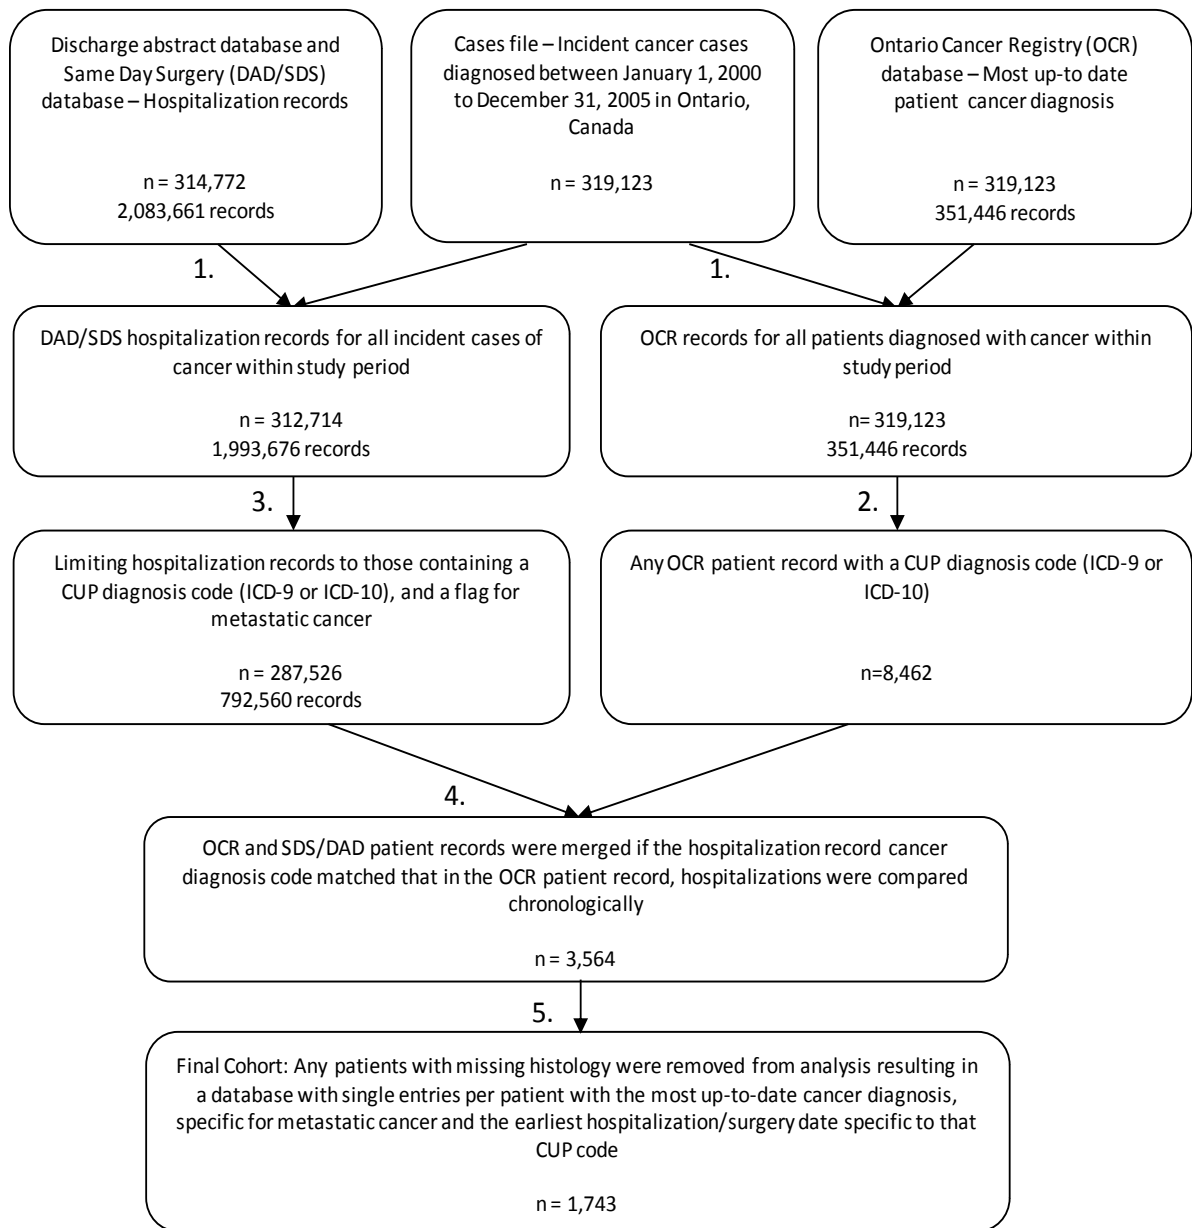 Discharge abstract database and
Same Day Surgery (DAD/SDS)
database – Hospitalization records
n = 314,772
2,083,661 records
Cases file – Incident cancer cases
diagnosed between January 1, 2000
to December 31, 2005 in Ontario,
Canada
n = 319,123
Ontario Cancer Registry (OCR)
database – Most up-to date
patient cancer diagnosis
n = 319,123
351,446 records
1.
1.
DAD/SDS hospitalization records for all incident cases of
cancer within study period
n = 312,714
1,993,676 records
OCR records for all patients diagnosed with cancer within
study period
n= 319,123
351,446 records
3.
2.
Limiting hospitalization records to those containing a
CUP diagnosis code (ICD-9 or ICD-10), and a flag for
metastatic cancer
n = 287,526
792,560 records
Any OCR patient record with a CUP diagnosis code (ICD-9 or
ICD-10)
n=8,462
4.
OCR and SDS/DAD patient records were merged if the hospitalization record cancer
diagnosis code matched that in the OCR patient record, hospitalizations were compared
chronologically
n = 3,564
5.
Final Cohort: Any patients with missing histology were removed from analysis resulting in
a database with single entries per patient with the most up-to-date cancer diagnosis,
specific for metastatic cancer and the earliest hospitalization/surgery date specific to that
CUP code
n = 1,743